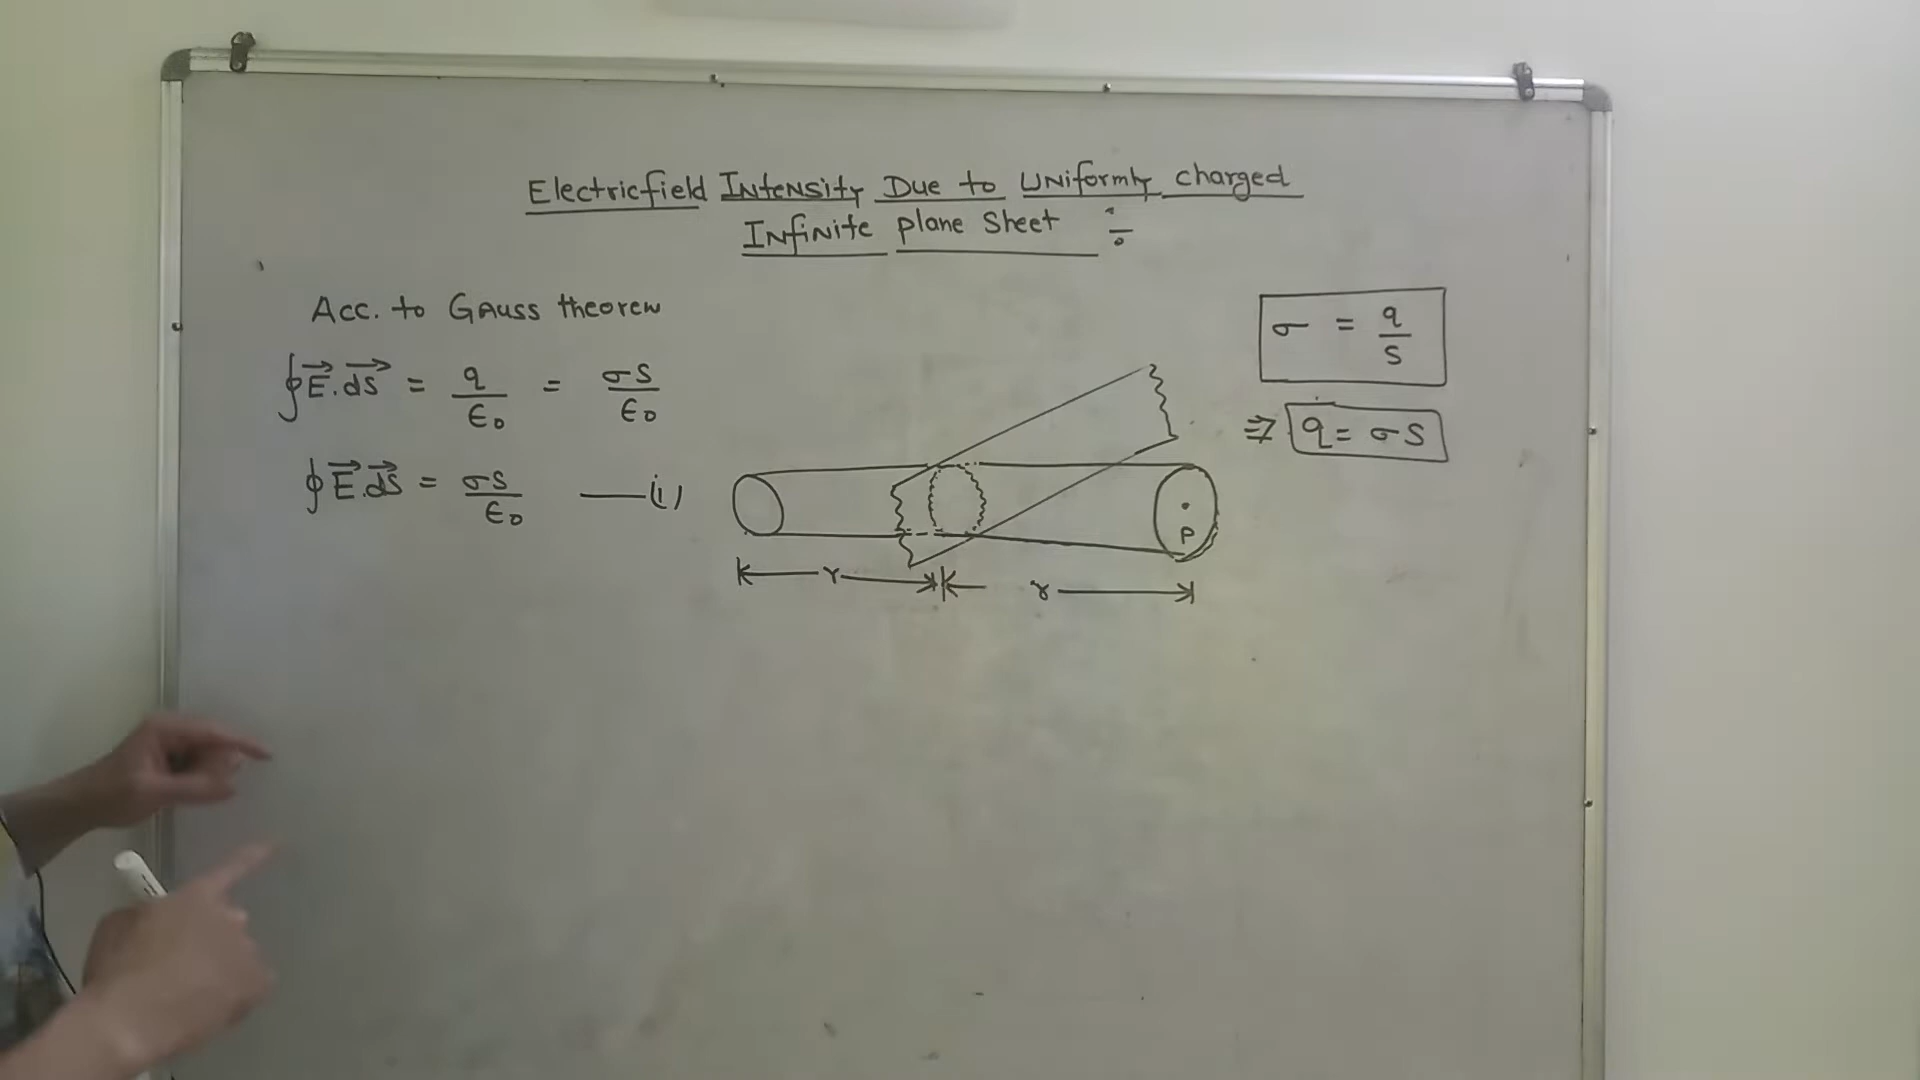 Electricfield Intensity Due to Uniformly charged
Infinite plane Sheet ÷
Acc. to Gauss theorem
∮E⃗.ds⃗ = q/ϵ₀ = σS/ϵ₀
∮E⃗.ds⃗ = σS/ϵ₀ —(i)
σ = q/S
⇒ q = σS
P
r r